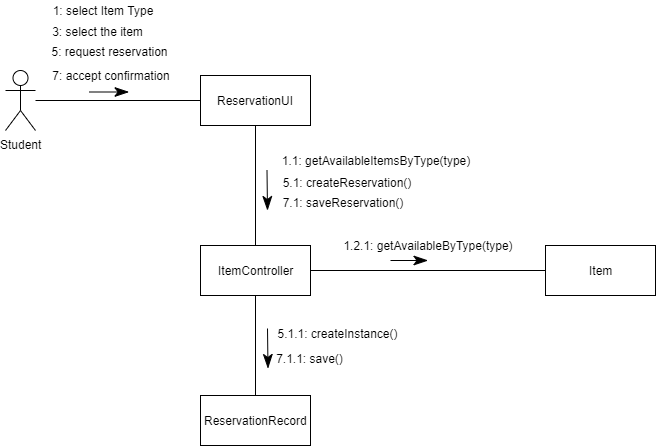 1: select Item Type
3: select the item
5: request reservation
7: accept confirmation
Student
ReservationUI
1.1: getAvailableItemsByType(type)
5.1: createReservation()
7.1: saveReservation()
1.2.1: getAvailableByType(type)
ItemController
Item
5.1.1: createInstance()
7.1.1: save()
ReservationRecord